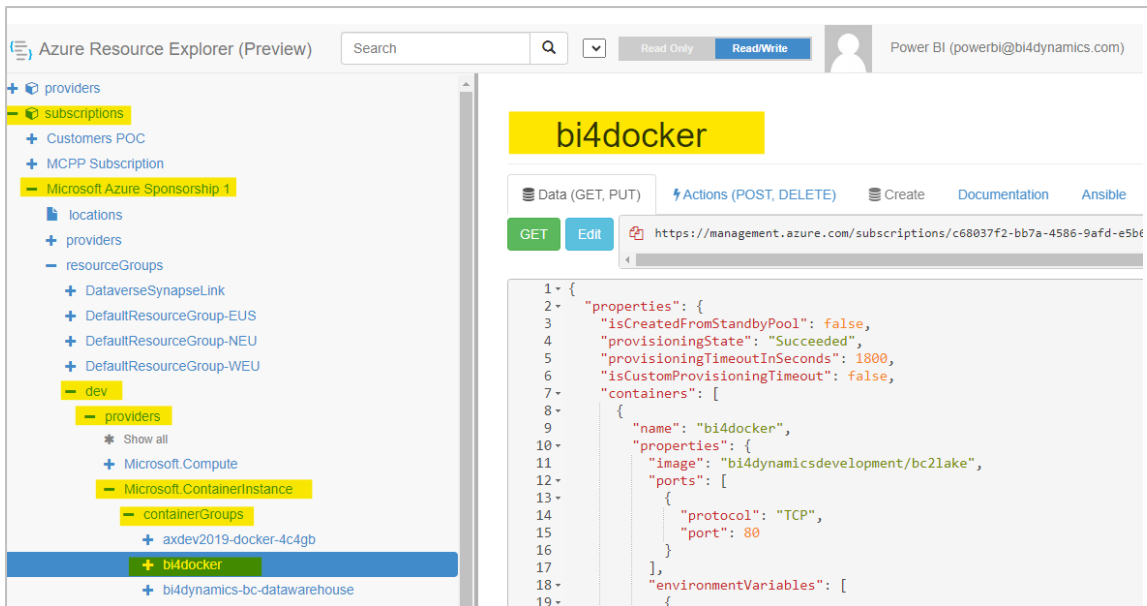 Azure Resource Explorer (Preview)
Search
Read Only
Read/Write
Power BI (powerbi@bi4dynamics.com)
providers
subscriptions
Customers POC
MCPP Subscription
Microsoft Azure Sponsorship 1
locations
providers
resourceGroups
DataverseSynapseLink
DefaultResourceGroup-EUS
DefaultResourceGroup-NEU
DefaultResourceGroup-WEU
dev
providers
Show all
Microsoft.Compute
Microsoft.ContainerInstance
containerGroups
axdev2019-docker-4c4gb
bi4docker
bi4dynamics-bc-datawarehouse
bi4docker
Data (GET, PUT)
Actions (POST, DELETE)
Create
Documentation
Ansible
GET
Edit
https://management.azure.com/subscriptions/c68037f2-bb7a-4586-9afd-e5b6
1 {
2 "properties": {
3 "isCreatedFromStandbyPool": false,
4 "provisioningState": "Succeeded",
5 "provisioningTimeoutInSeconds": 1800,
6 "isCustomProvisioningTimeout": false,
7 "containers": [
8 {
9 "name": "bi4docker",
10 "properties": {
11 "image": "bi4dynamicsdevelopment/bc2lake",
12 "ports": [
13 {
14 "protocol": "TCP",
15 "port": 80
16 }
17 ],
18 "environmentVariables": [
19 {